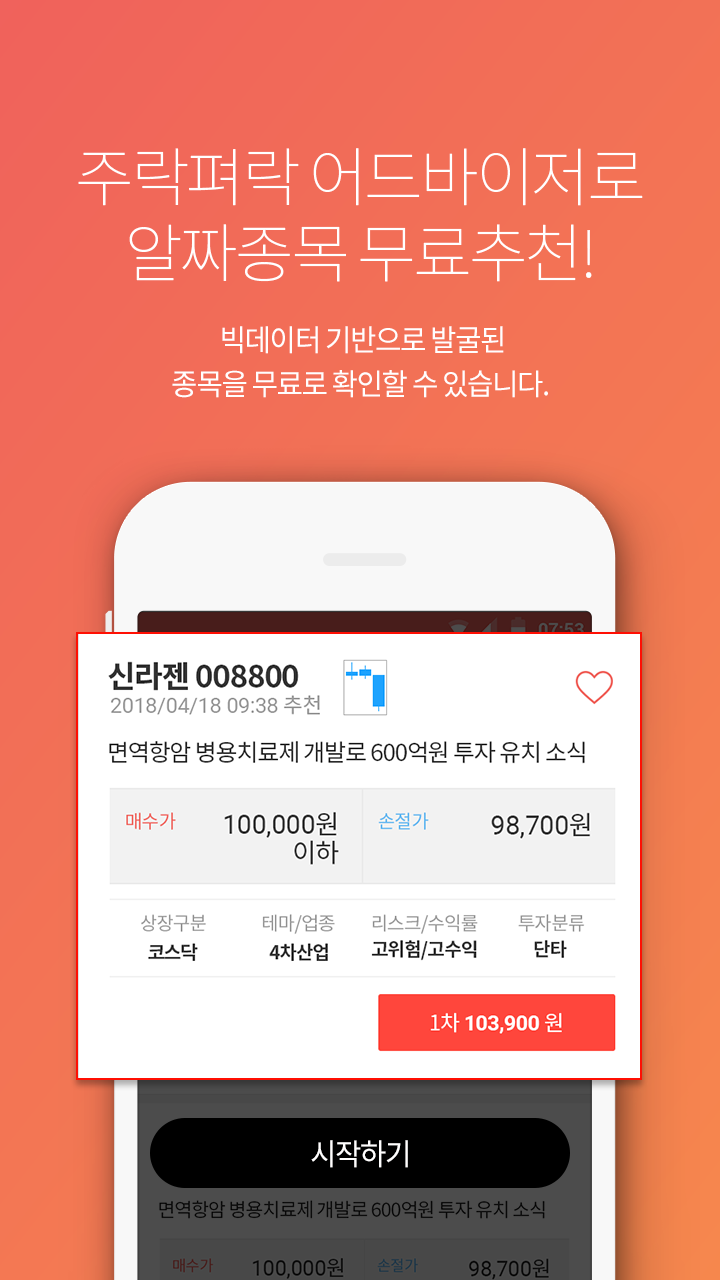 주락펴락 어드바이저로
알짜종목 무료추천!
빅데이터 기반으로 발굴된
종목을 무료로 확인할 수 있습니다.
07:53
신라젠 008800
2018/04/18 09:38 추천
면역항암 병용치료제 개발로 600억원 투자 유치 소식
매수가 100,000원 손절가 98,700원
이하
상장구분 테마/업종 리스크/수익률 투자분류
코스닥 4차산업 고위험/고수익 단타
1차 103,900 원
시작하기
면역항암 병용치료제 개발로 600억원 투자 유치 소식
매수가 100,000원 손절가 98,700원